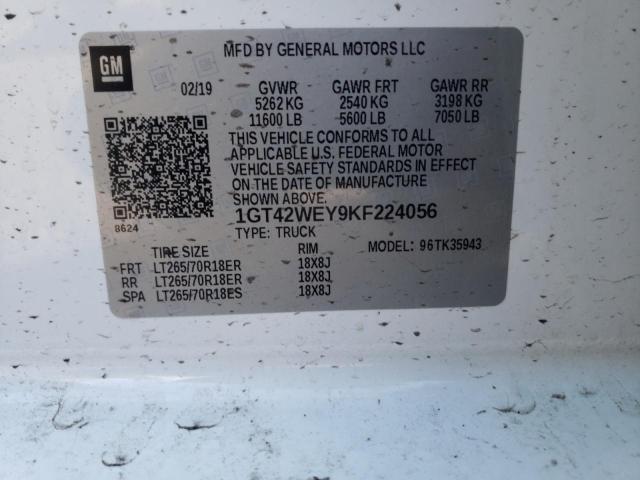 GM
MFD BY GENERAL MOTORS LLC
02/19 GVWR GAWR FRT GAWR RR
5262 KG 2540 KG 3198 KG
11600 LB 5600 LB 7050 LB
THIS VEHICLE CONFORMS TO ALL
APPLICABLE U.S. FEDERAL MOTOR
VEHICLE SAFETY STANDARDS IN EFFECT
ON THE DATE OF MANUFACTURE
SHOWN ABOVE.
1GT42WEY9KF224056
8624
TYPE: TRUCK
TIRE SIZE RIM MODEL: 96TK35943
FRT LT265/70R18ER 18X8J
RR LT265/70R18ER 18X8J
SPA LT265/70R18ES 18X8J